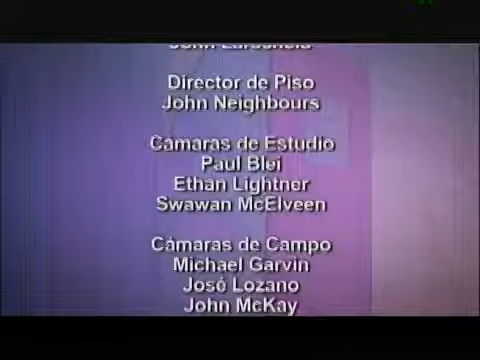 Director de Piso
John Neighbours
Cámaras de Estudio
Paul Blei
Ethan Lightner
Swawan McElveen
Cámaras de Campo
Michael Garvin
José Lozano
John McKay